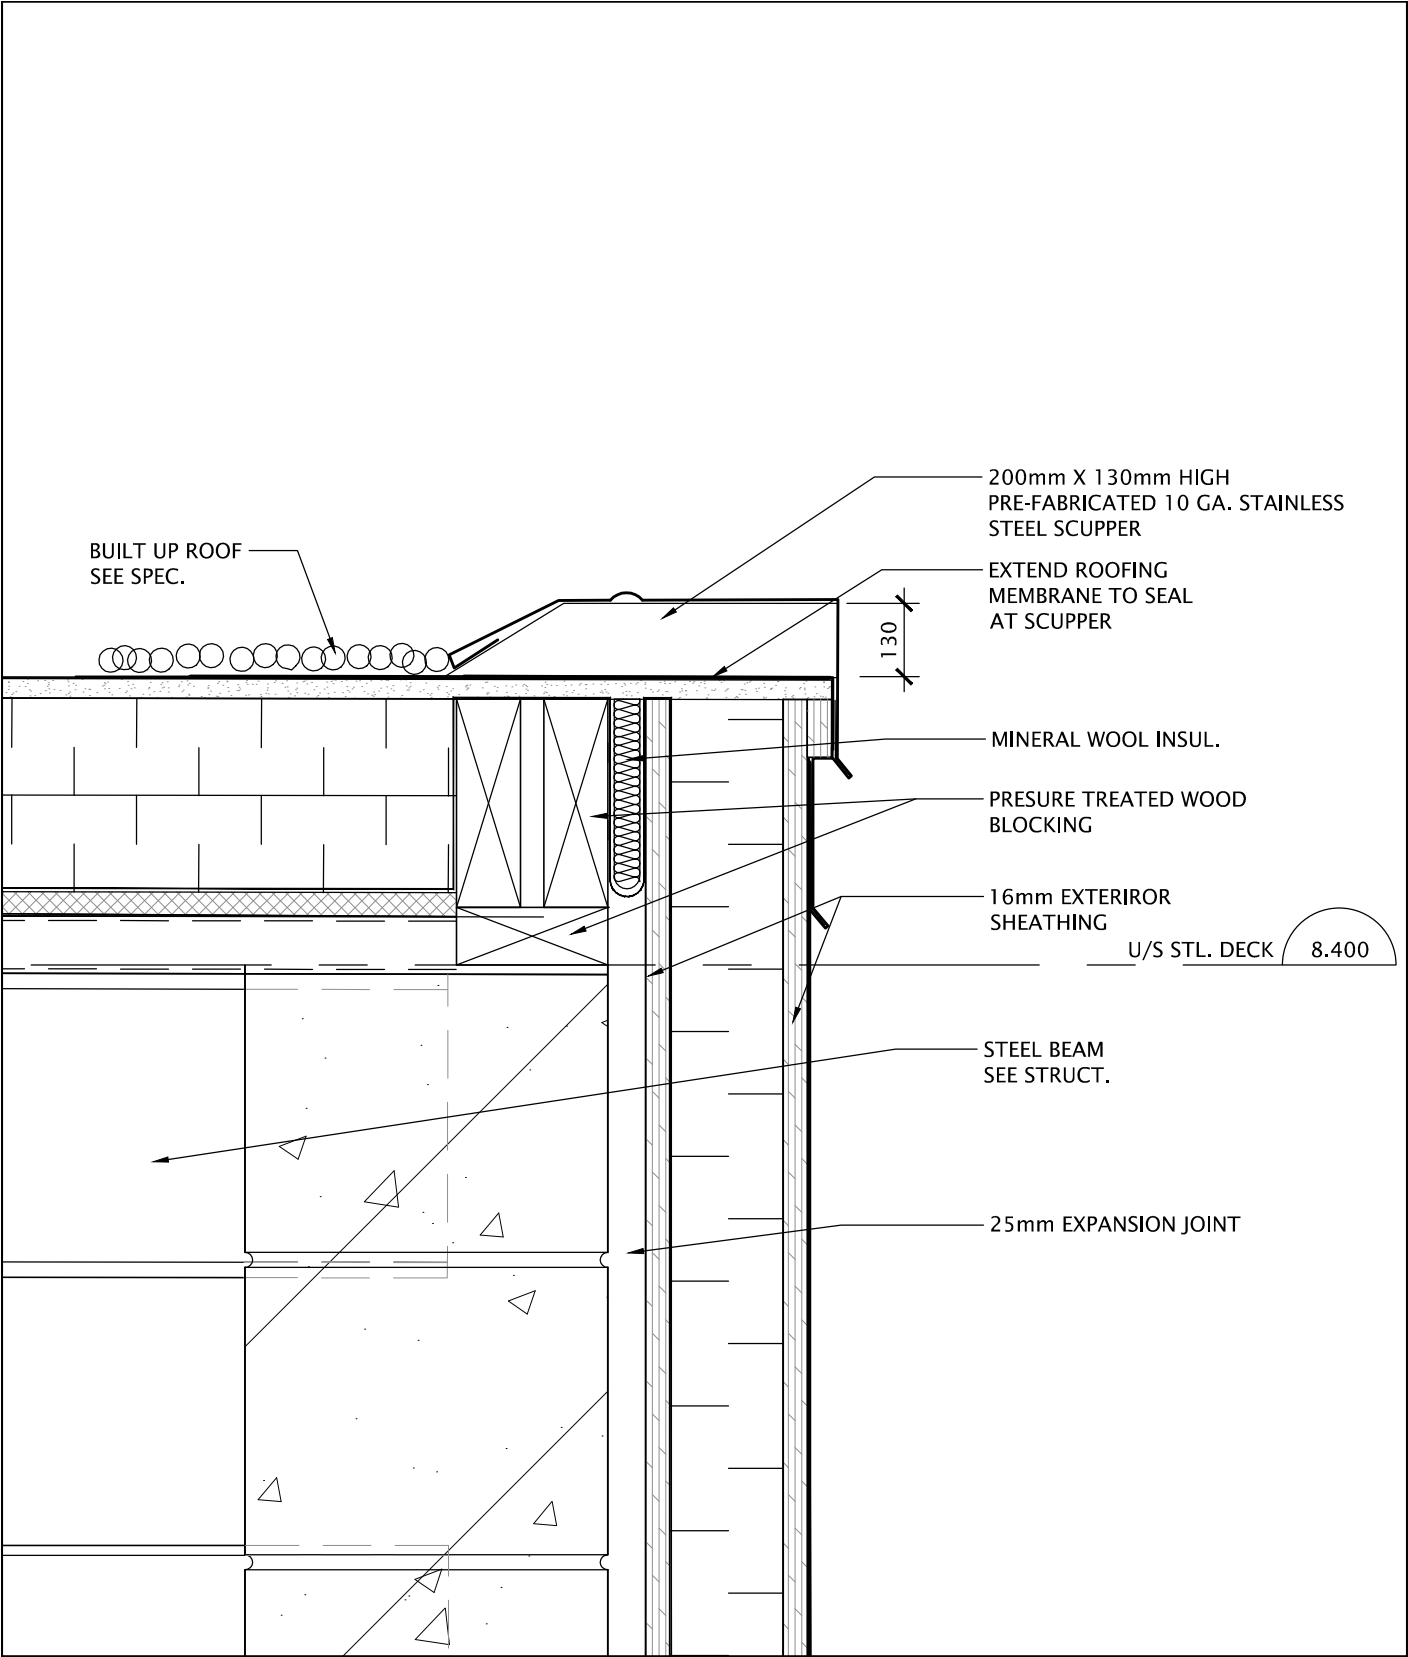 200mm X 130mm HIGH
PRE-FABRICATED 10 GA. STAINLESS
STEEL SCUPPER
BUILT UP ROOF
SEE SPEC.
EXTEND ROOFING
MEMBRANE TO SEAL
AT SCUPPER
130
MINERAL WOOL INSUL.
PRESURE TREATED WOOD
BLOCKING
16mm EXTERIROR
SHEATHING
U/S STL. DECK 8.400
STEEL BEAM
SEE STRUCT.
25mm EXPANSION JOINT